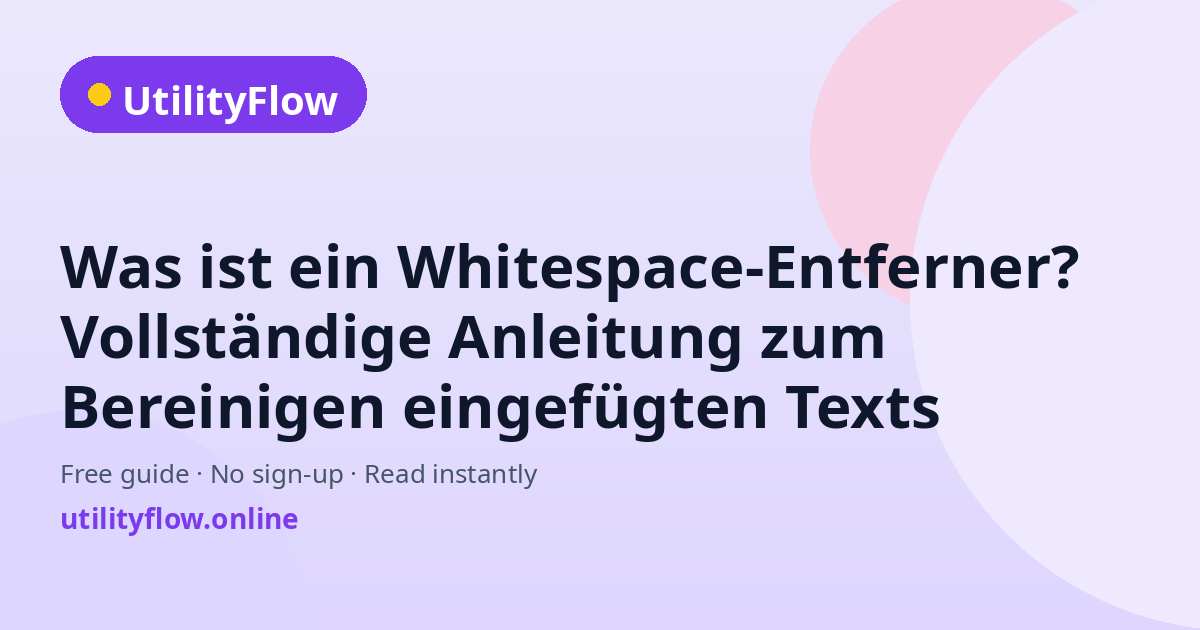 UtilityFlow
Was ist ein Whitespace-Entferner?
Vollständige Anleitung zum
Bereinigen eingefügten Texts
Free guide · No sign-up · Read instantly
utilityflow.online